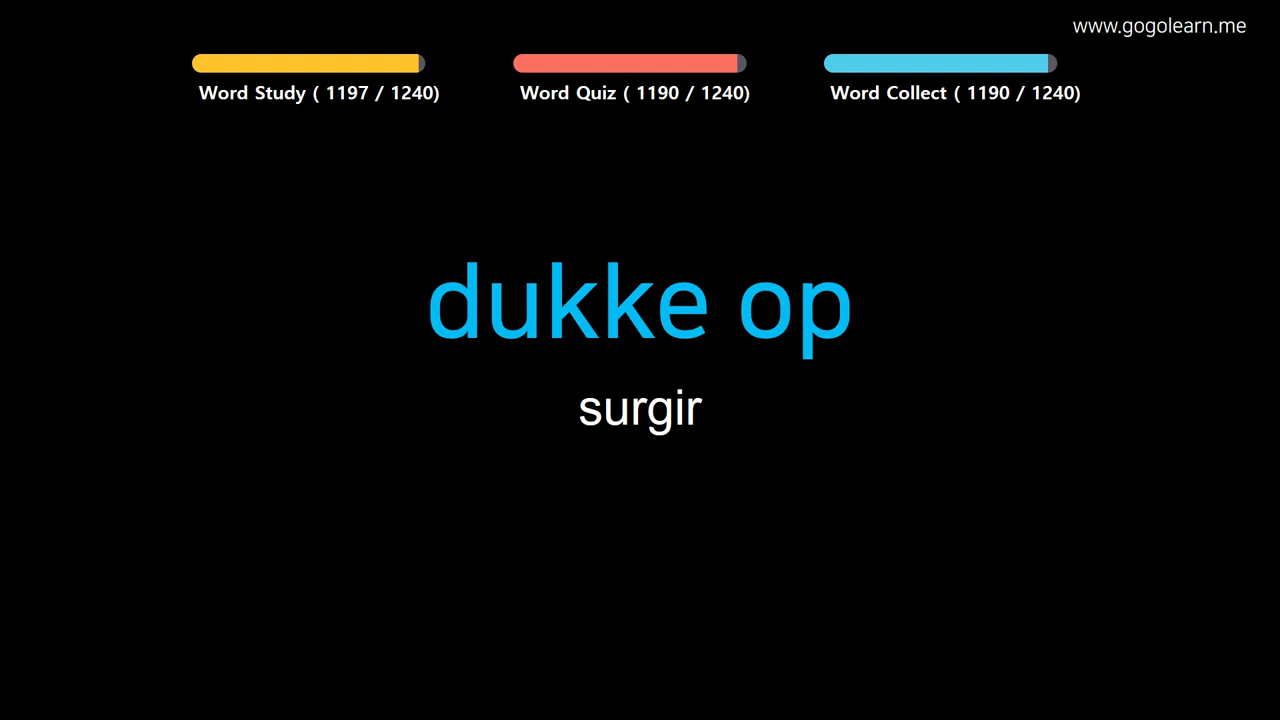 www.gogolearn.me
Word Study ( 1197 / 1240)
Word Quiz ( 1190 / 1240)
Word Collect ( 1190 / 1240)
dukke op
surgir